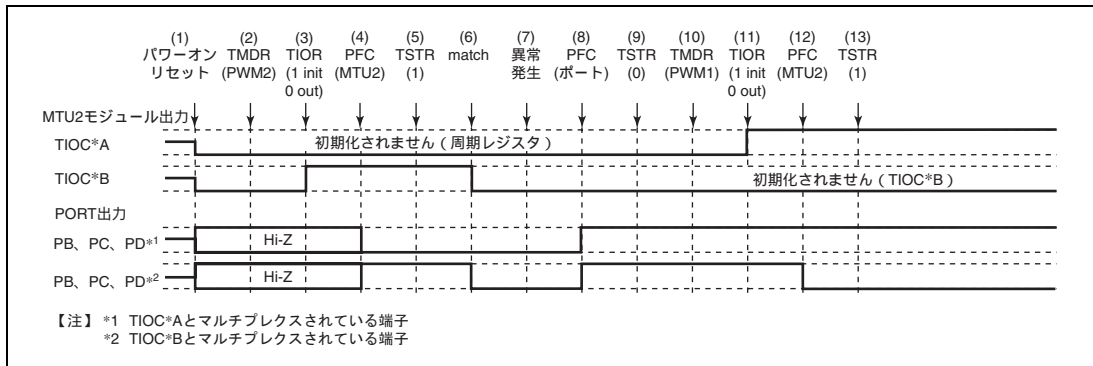 (1) (2) (3) (4) (5) (6) (7) (8) (9) (10) (11) (12) (13)
パワーオン TMDR TIOR PFC TSTR match 異常 PFC TSTR TMDR TIOR PFC TSTR
リセット (PWM2) (1 init (MTU2) (1) 発生 (ポート) (0) (PWM1) (1 init (MTU2) (1)
0 out) 0 out)
MTU2モジュール出力
TIOC*A 初期化されません（周期レジスタ）
TIOC*B 初期化されません（TIOC*B）
PORT出力
PB、PC、PD*1 Hi-Z
PB、PC、PD*2 Hi-Z
【注】 *1 TIOC*Aとマルチプレクスされている端子
*2 TIOC*Bとマルチプレクスされている端子